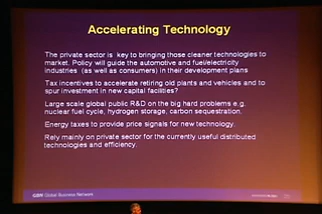 Accelerating Technology
The private sector is key to bringing those cleaner technologies to
market. Policy will guide the automotive and fuel/electricity
industries (as well as consumers) in their development plans
Tax incentives to accelerate retiring old plants and vehicles and to
spur investment in new capital facilities?
Large scale global public R&D on the big hard problems e.g.
nuclear fuel cycle, hydrogen storage, carbon sequestration.
Energy taxes to provide price signals for new technology.
Rely mainly on private sector for the currently useful distributed
technologies and efficiency.
GBN Global Business Network